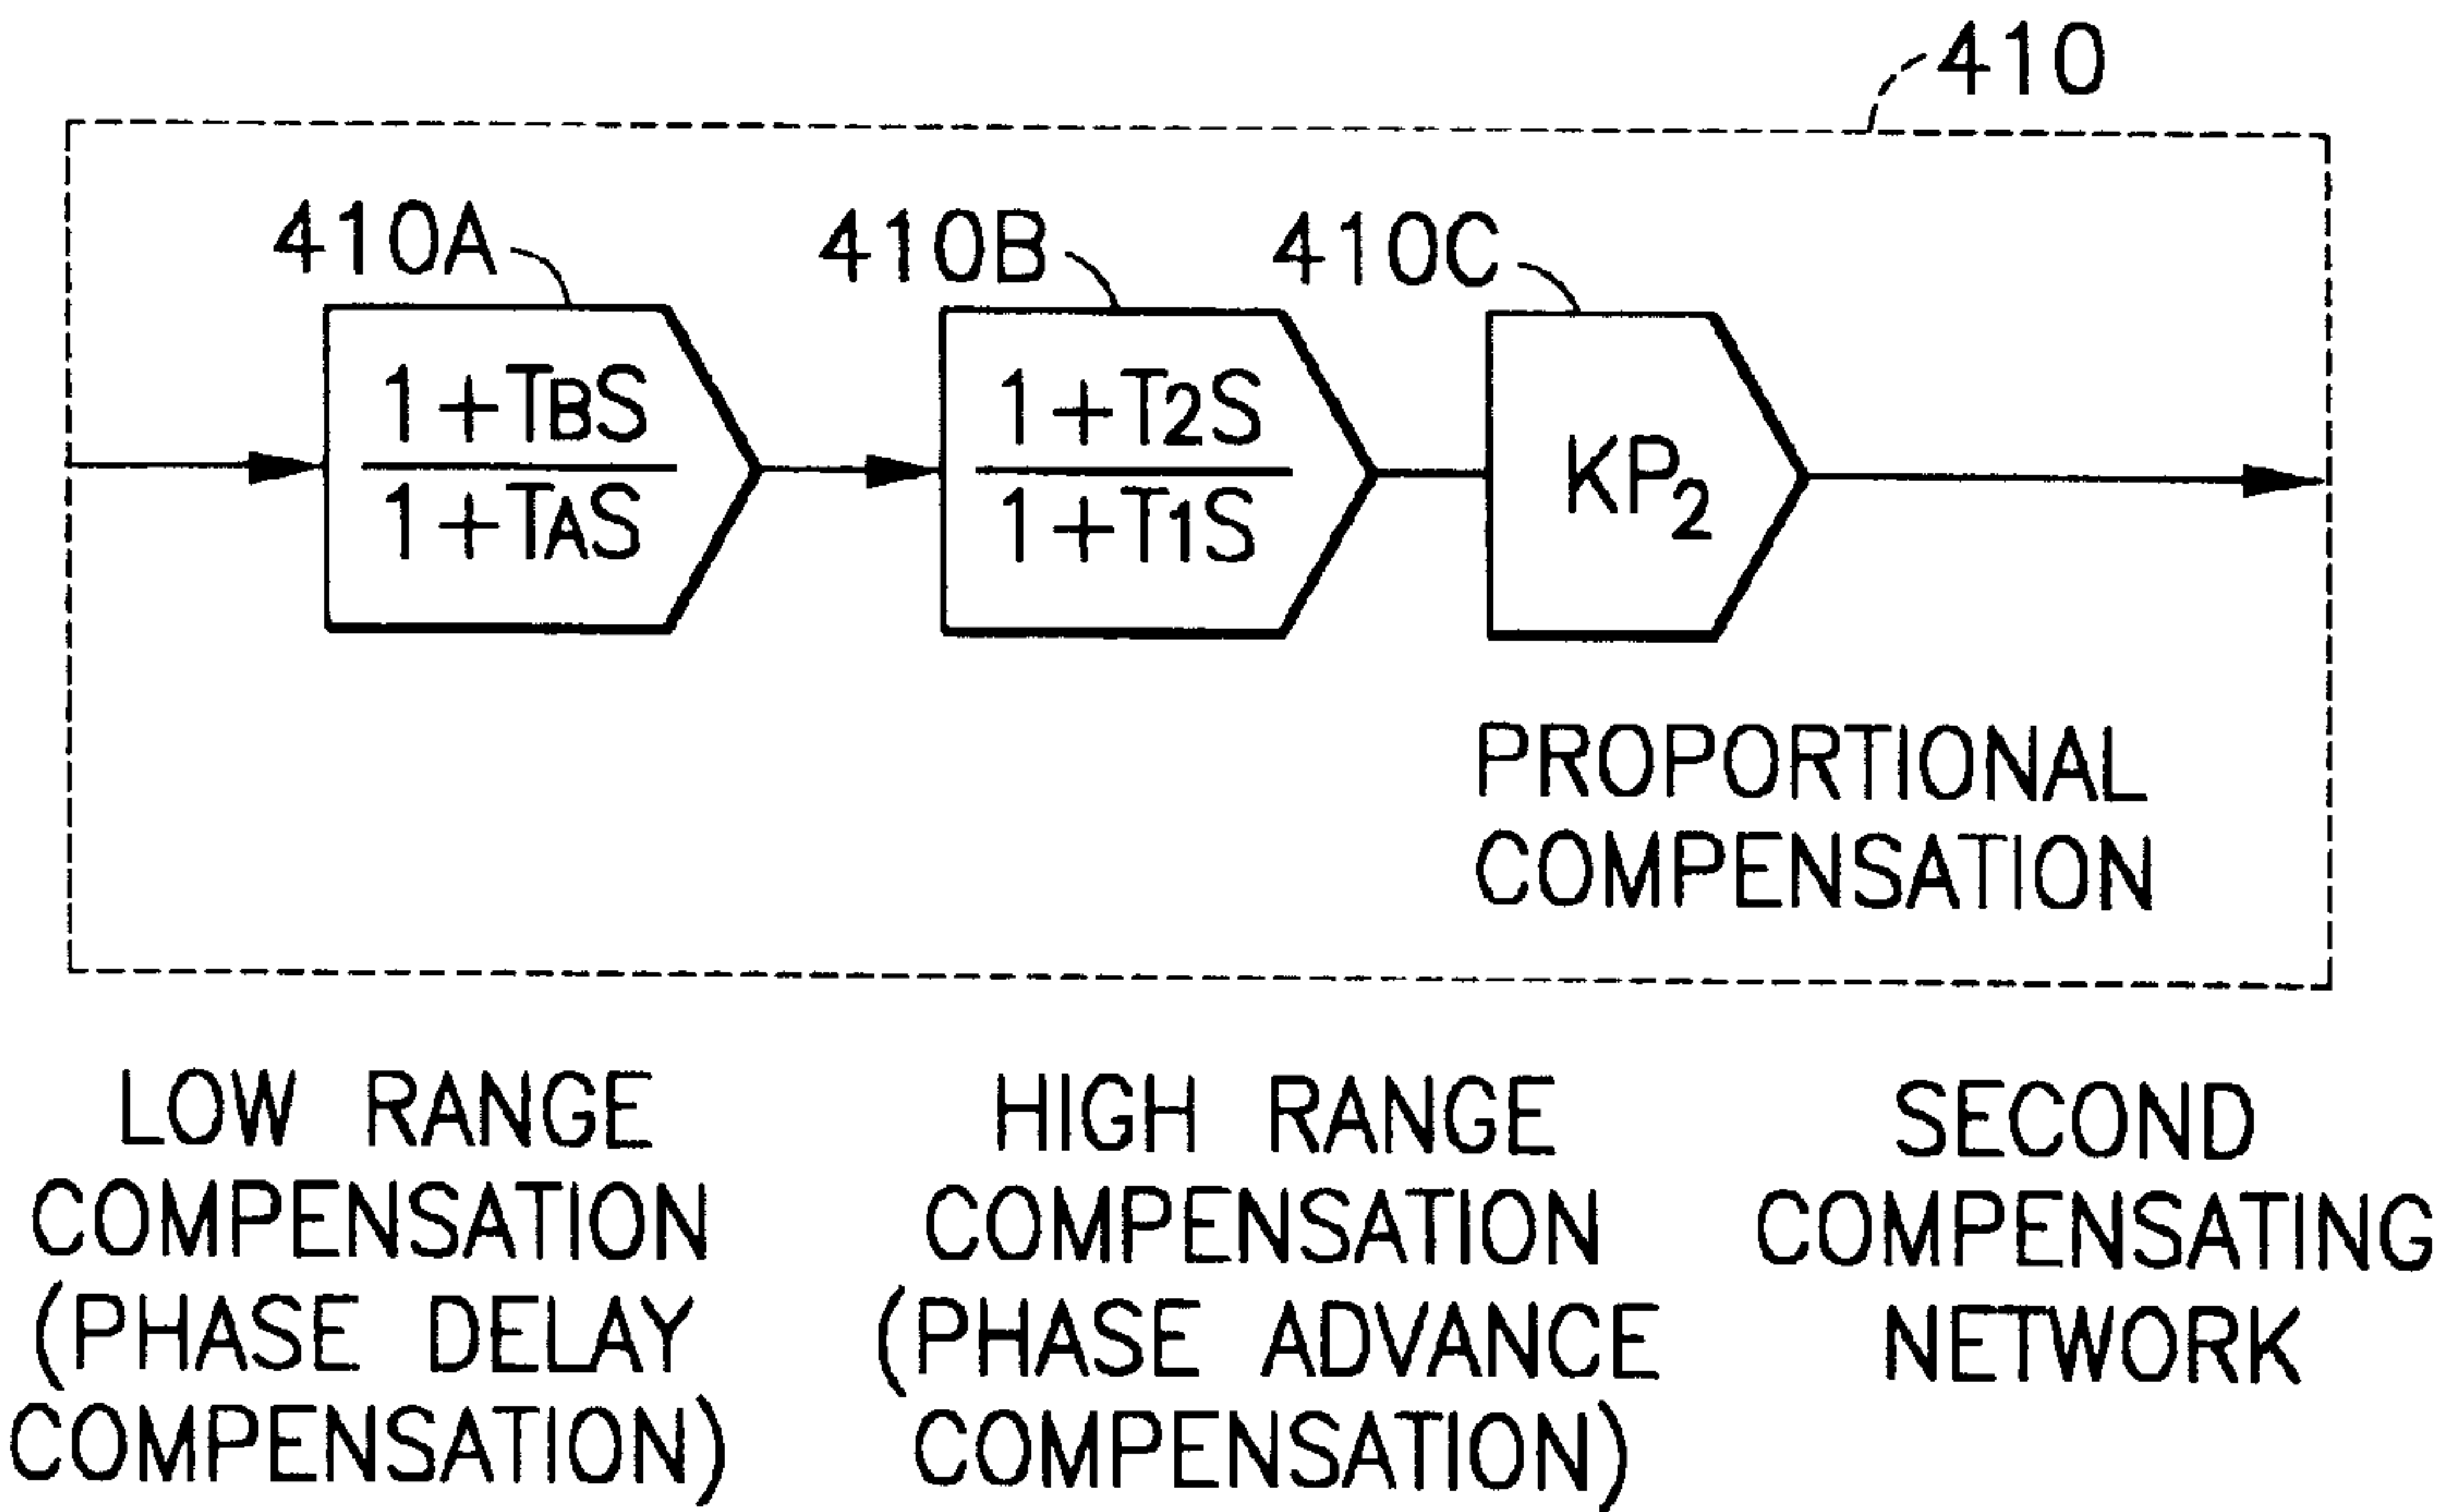 410
410A 410B 410C
1+TBS
1+TAS
1+T2S
1+T1S
KP2
PROPORTIONAL
COMPENSATION
LOW RANGE
COMPENSATION
(PHASE DELAY
COMPENSATION)
HIGH RANGE
COMPENSATION
(PHASE ADVANCE
COMPENSATION)
SECOND
COMPENSATING
NETWORK